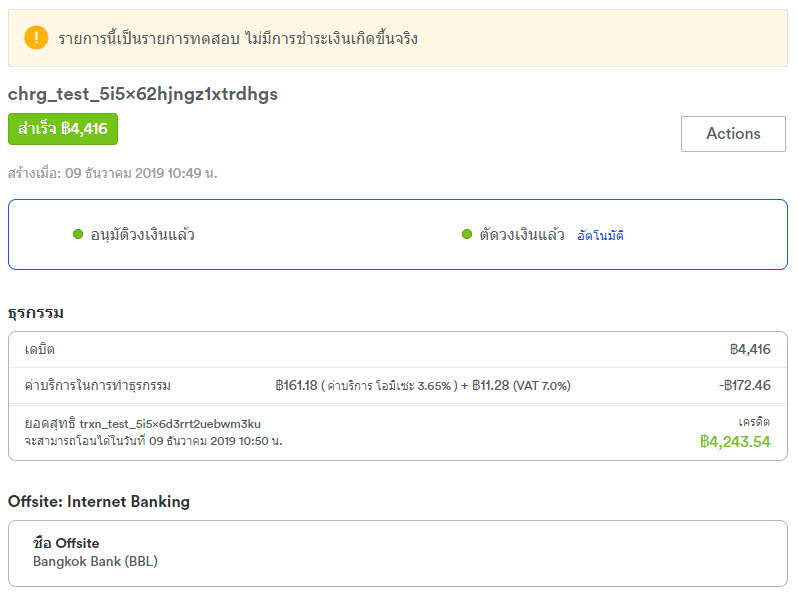 รายการนี้เป็นรายการทดสอบ ไม่มีการชำระเงินเกิดขึ้นจริง
chrg_test_5i5x62hjngz1xtrdhgs
สำเร็จ ฿4,416
Actions
สร้างเมื่อ: 09 ธันวาคม 2019 10:49 น.
อนุมัติวงเงินแล้ว
ตัดวงเงินแล้ว อัตโนมัติ
ธุรกรรม
เดบิต ฿4,416
ค่าบริการในการทำธุรกรรม ฿161.18 ( ค่าบริการ โอมิเซะ 3.65% ) + ฿11.28 (VAT 7.0%) -฿172.46
ยอดสุทธิ trxn_test_5i5x6d3rrt2uebwm3ku เครดิต
จะสามารถโอนได้ในวันที่ 09 ธันวาคม 2019 10:50 น. ฿4,243.54
Offsite: Internet Banking
ชื่อ Offsite
Bangkok Bank (BBL)